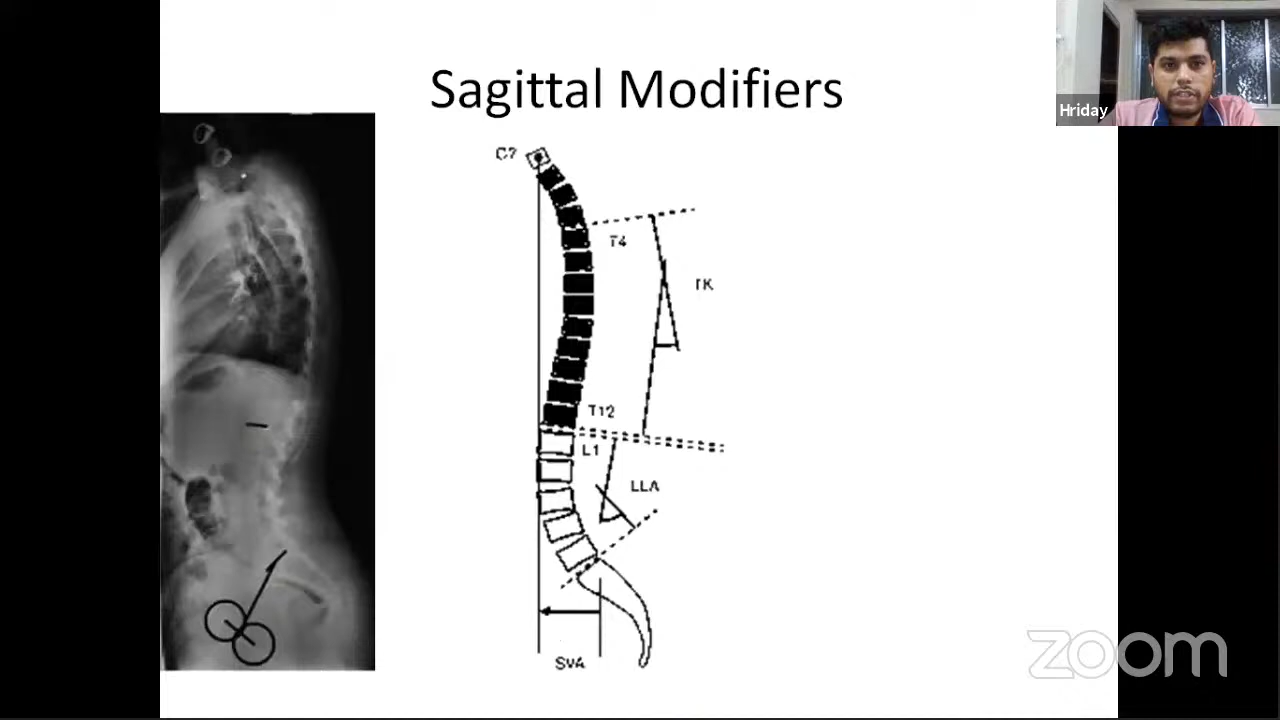 Sagittal Modifiers
Hriday
C7
T4
TK
T12
L1
LLA
SVA
zoom